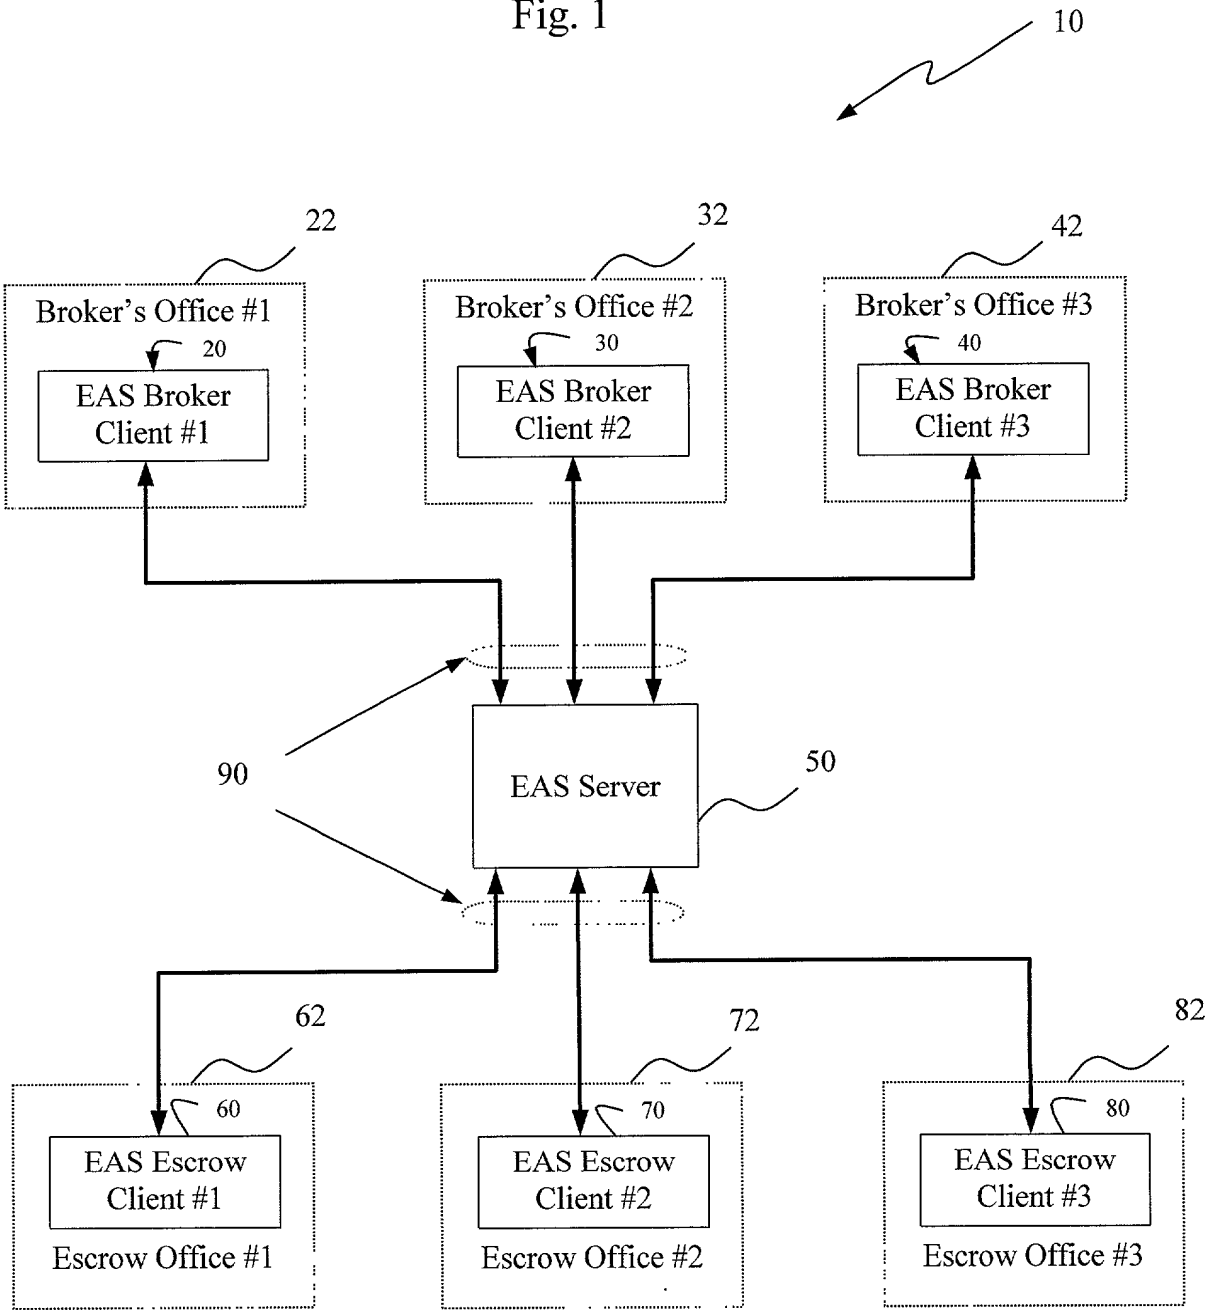 Fig. 1
10
22
32
42
Broker's Office #1
Broker's Office #2
Broker's Office #3
20
30
40
EAS Broker
Client #1
EAS Broker
Client #2
EAS Broker
Client #3
90
EAS Server
50
62
72
82
60
70
80
EAS Escrow
Client #1
EAS Escrow
Client #2
EAS Escrow
Client #3
Escrow Office #1
Escrow Office #2
Escrow Office #3